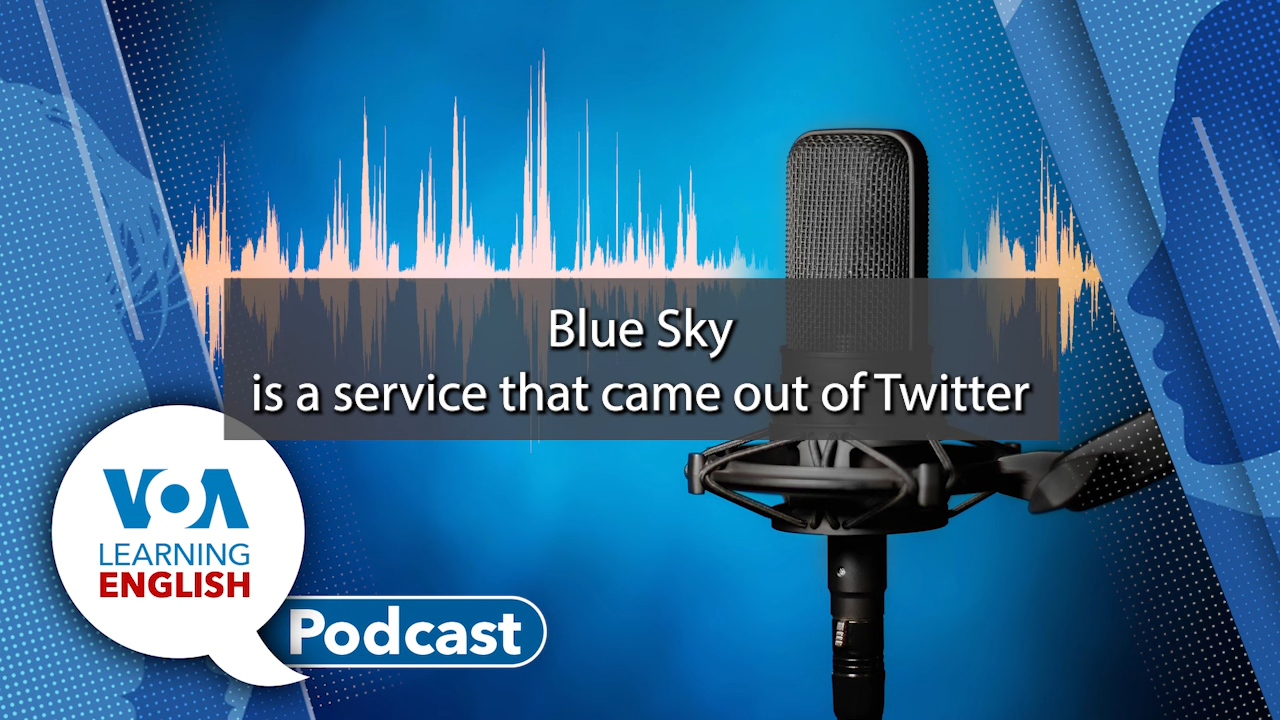 Blue Sky
is a service that came out of Twitter
VOA
LEARNING
ENGLISH
Podcast